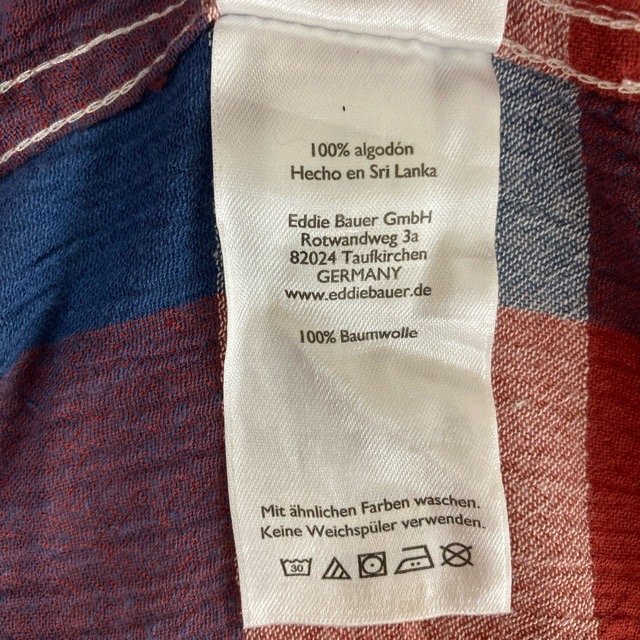 100% algodón
Hecho en Sri Lanka
Eddie Bauer GmbH
Rotwandweg 3a
82024 Taufkirchen
GERMANY
www.eddiebauer.de
100% Baumwolle
Mit ähnlichen Farben waschen.
Keine Weichspüler verwenden.
30